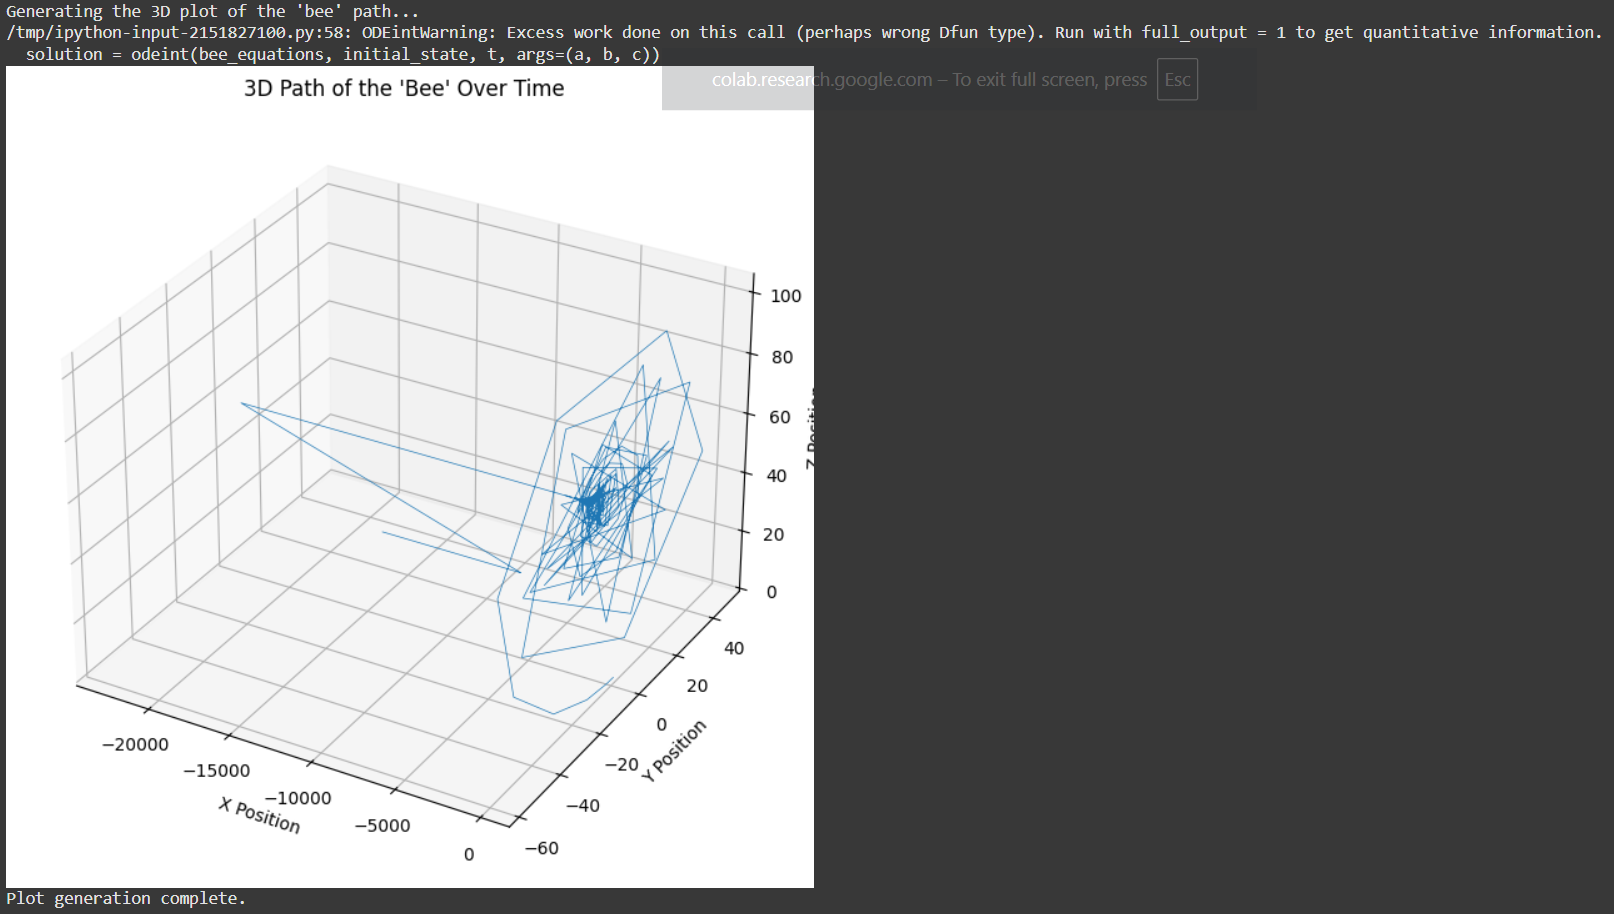 Generating the 3D plot of the 'bee' path...
/tmp/ipython-input-2151827100.py:58: ODEintWarning: Excess work done on this call (perhaps wrong Dfun type). Run with full_output = 1 to get quantitative information.
solution = odeint(bee_equations, initial_state, t, args=(a, b, c))
colab.research.google.com – To exit full screen, press Esc
3D Path of the 'Bee' Over Time
100
80
60
Z Position
40
20
0
40
20
0
−20
Y Position
−40
−60
−20000
−15000
−10000
X Position
−5000
0
Plot generation complete.